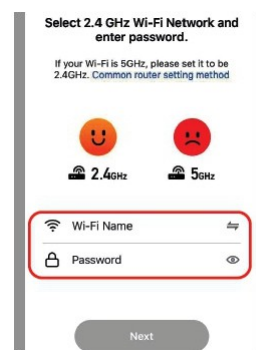 Select 2.4 GHz Wi-Fi Network and
enter password.
If your Wi-Fi is 5GHz, please set it to be
2.4GHz. Common router setting method
2.4GHz 5GHz
Wi-Fi Name
Password
Next